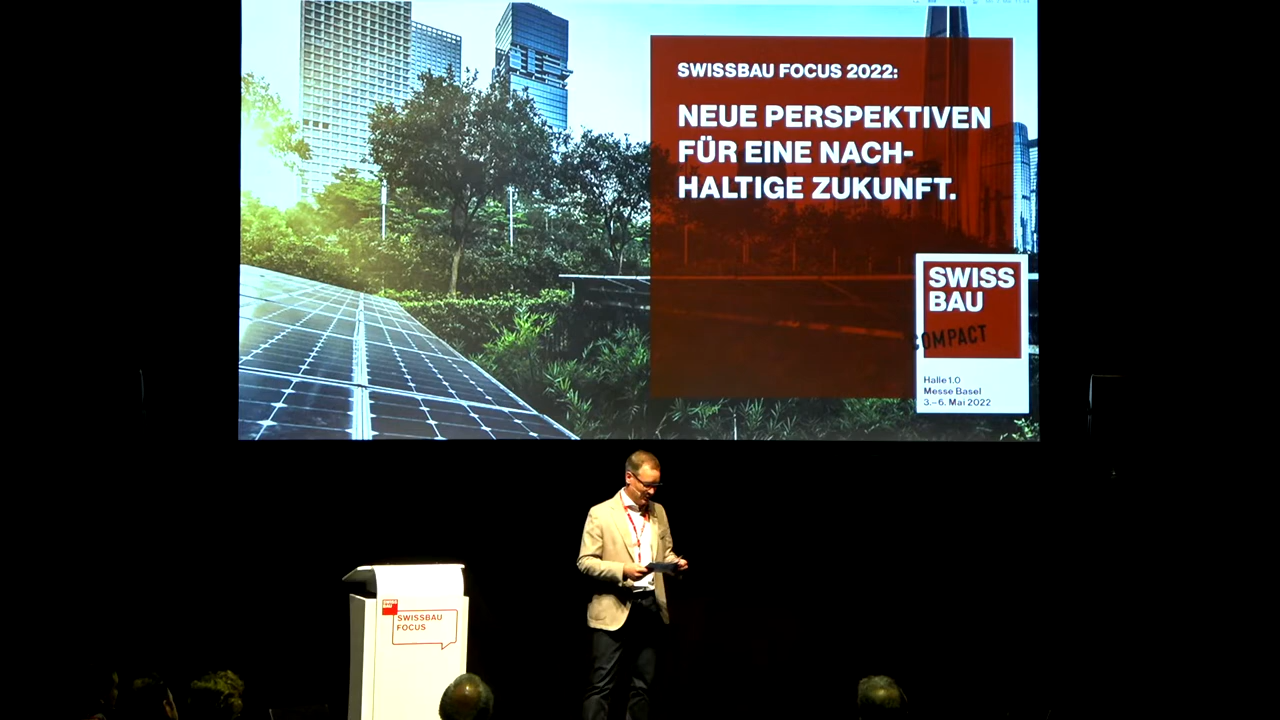 SWISSBAU FOCUS 2022:
NEUE PERSPEKTIVEN
FÜR EINE NACH-
HALTIGE ZUKUNFT.
SWISS
BAU
COMPACT
Halle 1.0
Messe Basel
3.–6. Mai 2022
SWISSBAU
FOCUS